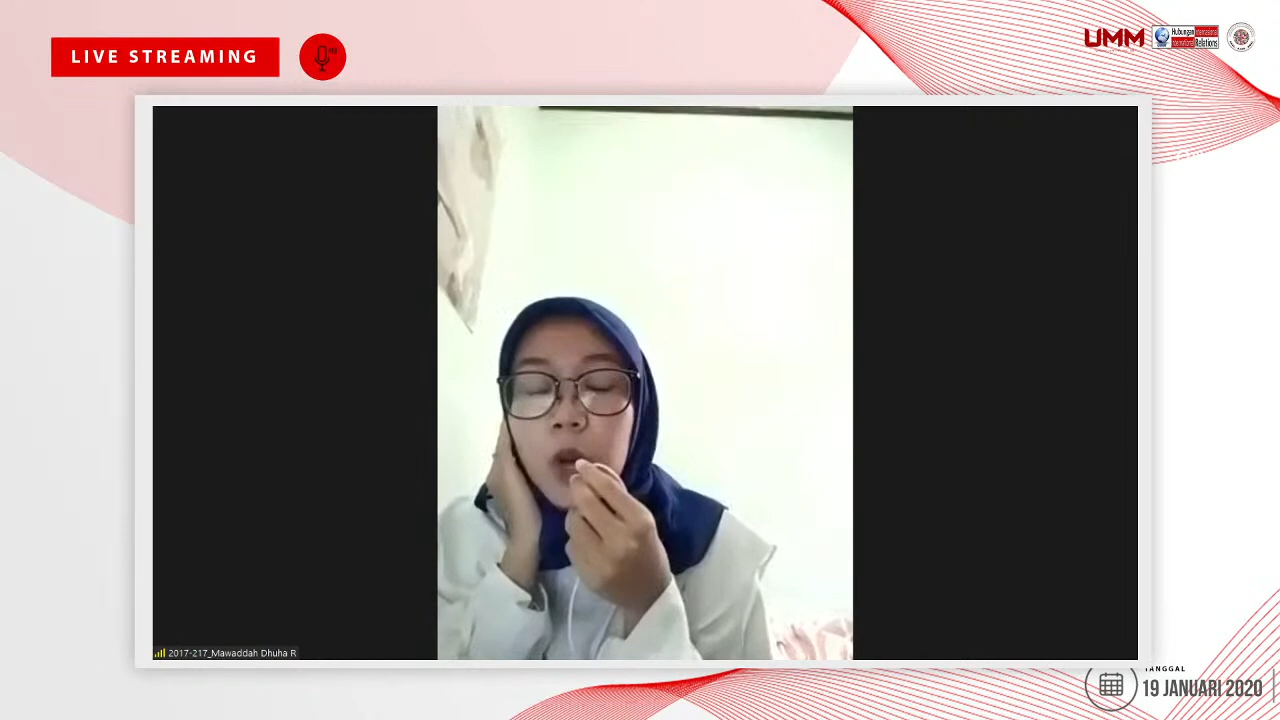 LIVE STREAMING
UMM
Hubungan Internasional
International Relations
2017-217_Mawaddah Dhuha R
TANGGAL
19 JANUARI 2020